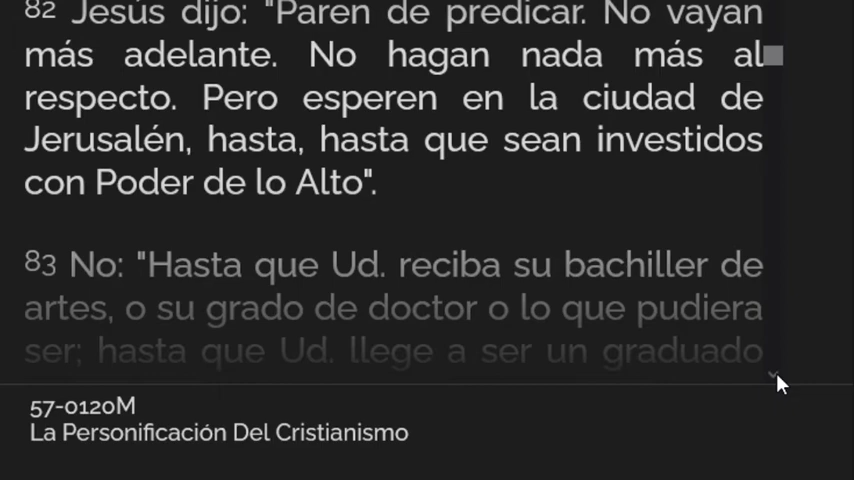 82 Jesús dijo: "Paren de predicar. No vayan
más adelante. No hagan nada más al
respecto. Pero esperen en la ciudad de
Jerusalén, hasta, hasta que sean investidos
con Poder de lo Alto".
83 No: "Hasta que Ud. reciba su bachiller de
artes, o su grado de doctor o lo que pudiera
ser; hasta que Ud. llege a ser un graduado
57-0120M
La Personificación Del Cristianismo